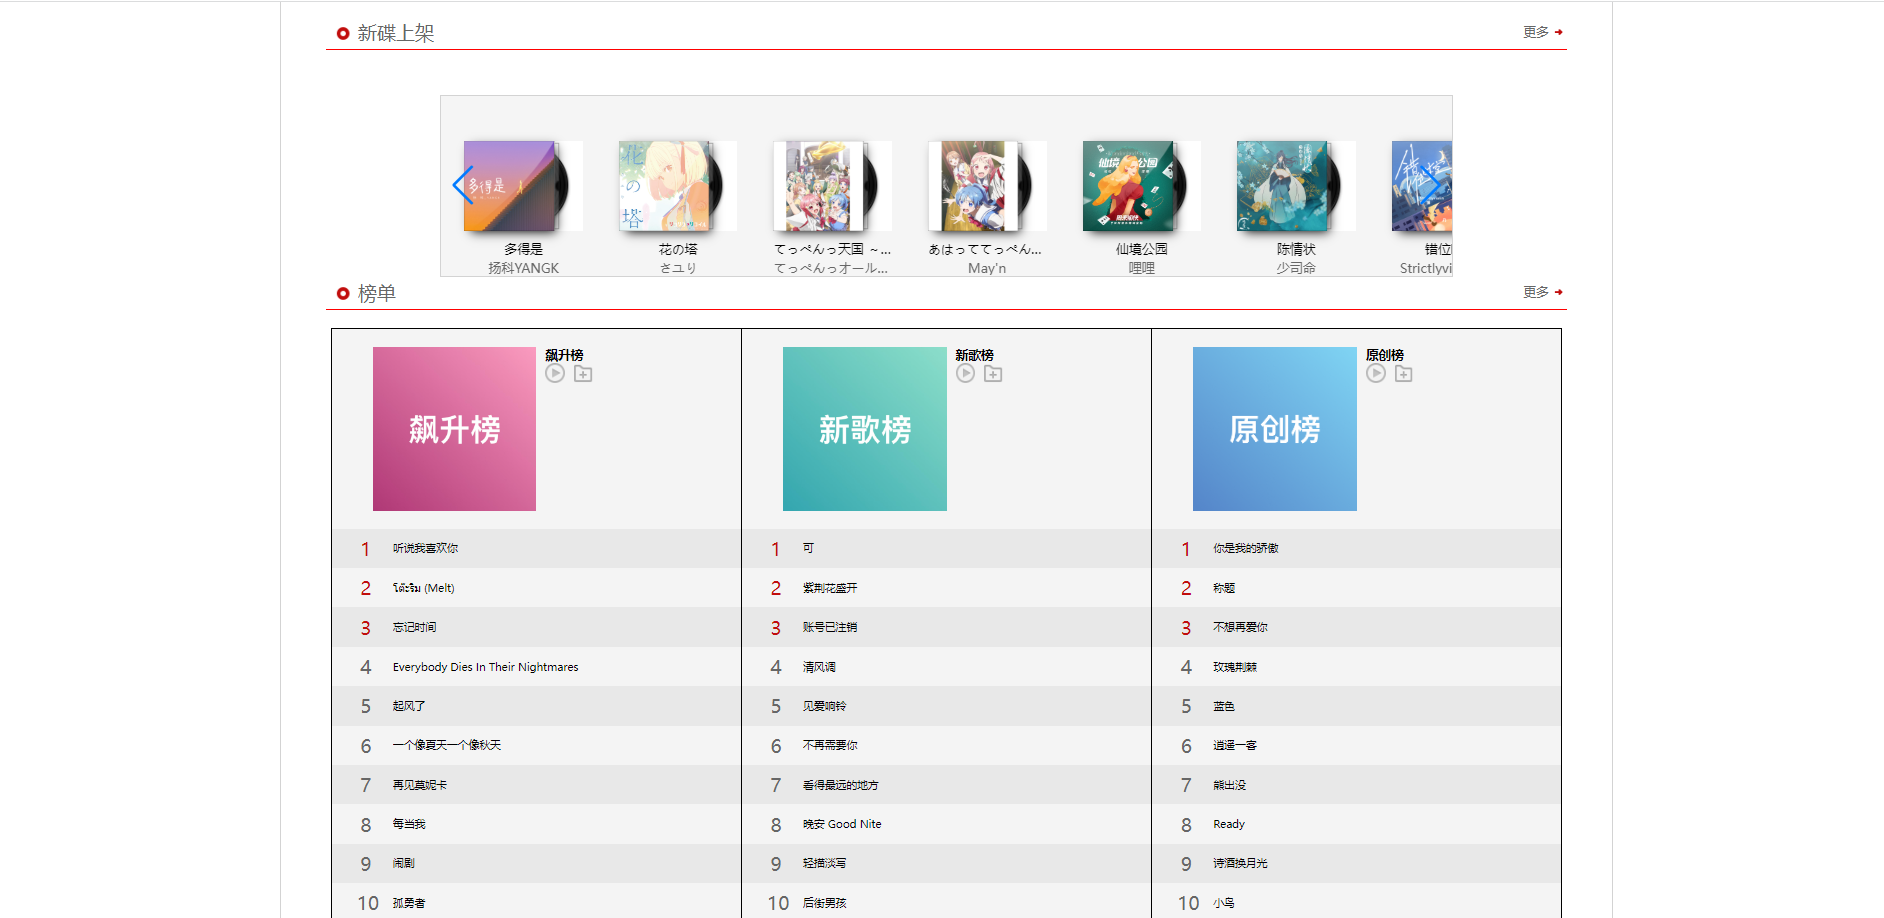 新碟上架
更多
多得是
扬科YANGK
花の塔
さユり
てっぺんっ天国 ～...
てっぺんっオール...
あはっててっぺん...
May'n
仙境公园
哩哩
陈情状
少司命
错位
Strictlyvi
榜单
更多
飙升榜
飙升榜
1 听说我喜欢你
2 โต๊ะริม (Melt)
3 忘记时间
4 Everybody Dies In Their Nightmares
5 起风了
6 一个像夏天一个像秋天
7 再见莫妮卡
8 每当我
9 闹剧
10 孤勇者
新歌榜
新歌榜
1 可
2 紫荆花盛开
3 账号已注销
4 清风调
5 见爱响铃
6 不再需要你
7 看得最远的地方
8 晚安 Good Nite
9 轻描淡写
10 后街男孩
原创榜
原创榜
1 你是我的骄傲
2 称题
3 不想再爱你
4 玫瑰荆棘
5 蓝色
6 逍遥一客
7 熊出没
8 Ready
9 诗酒换月光
10 小鸟